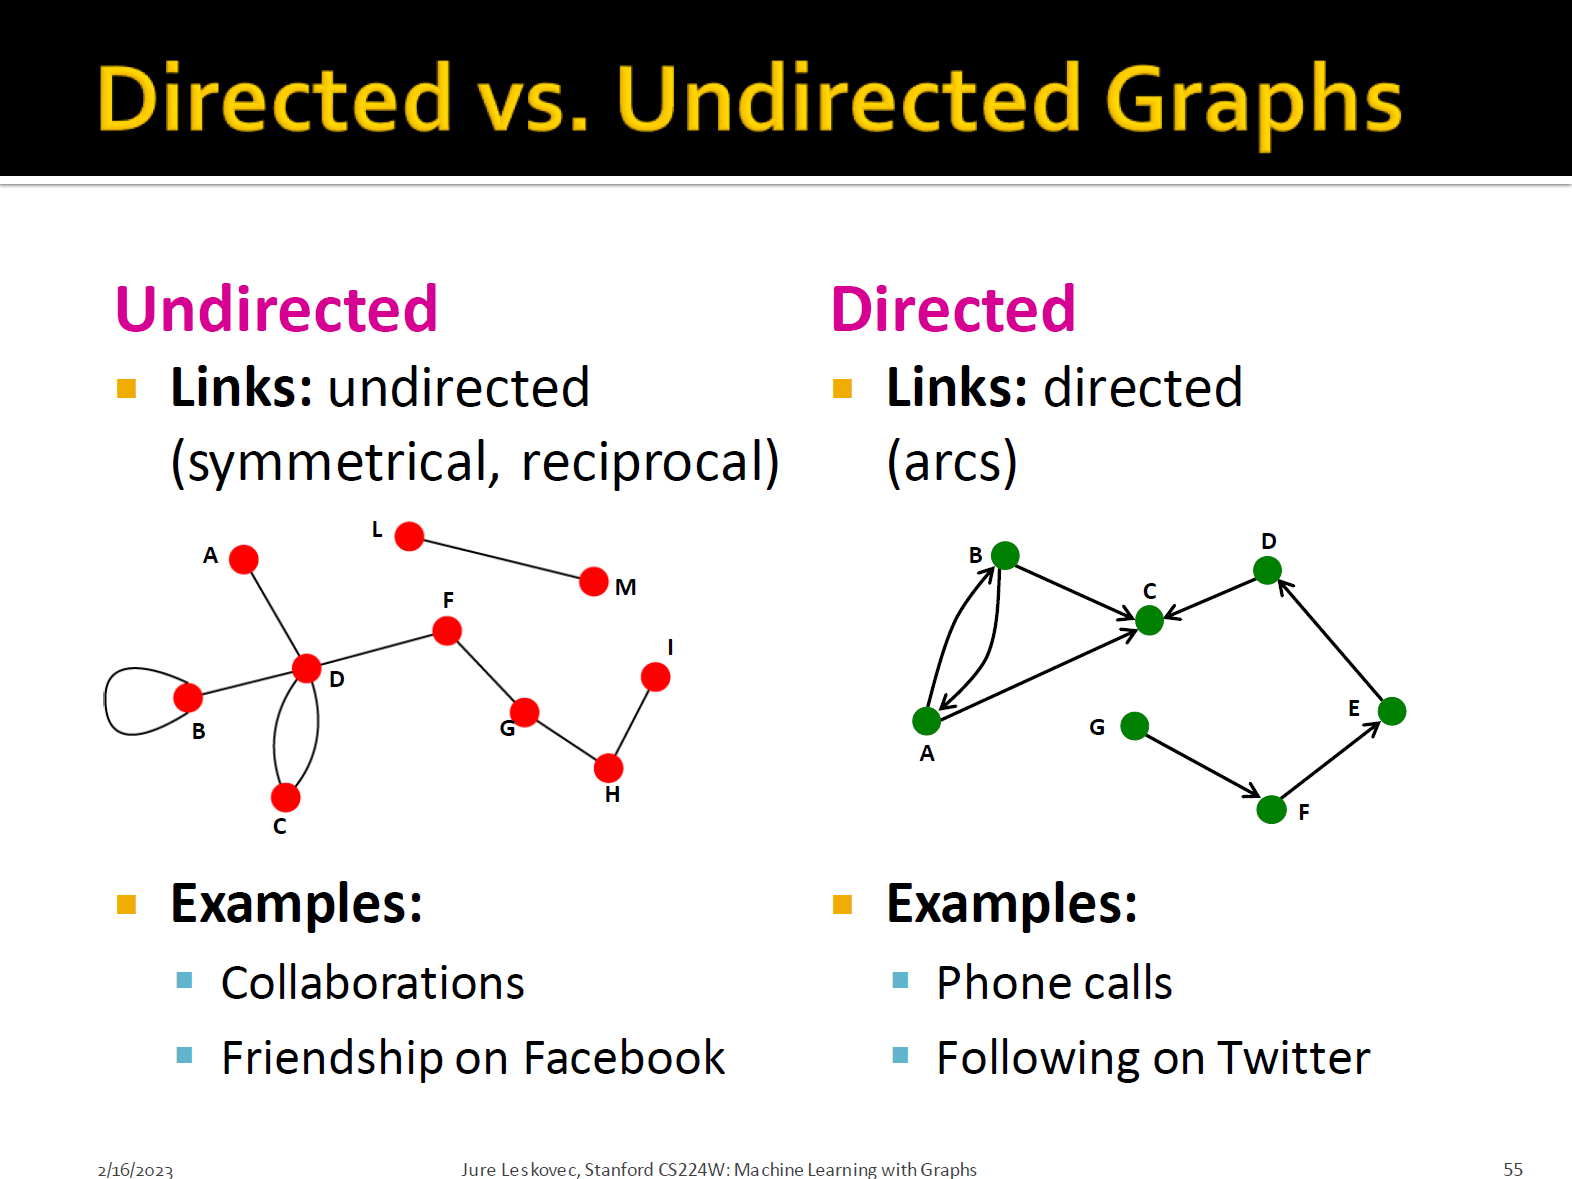 Directed vs. Undirected Graphs
Undirected
Links: undirected
(symmetrical, reciprocal)
A
L
M
F
I
D
B
G
H
C
Examples:
Collaborations
Friendship on Facebook
Directed
Links: directed
(arcs)
B
D
C
A
G
E
F
Examples:
Phone calls
Following on Twitter
2/16/2023
Jure Leskovec, Stanford CS224W: Machine Learning with Graphs
55